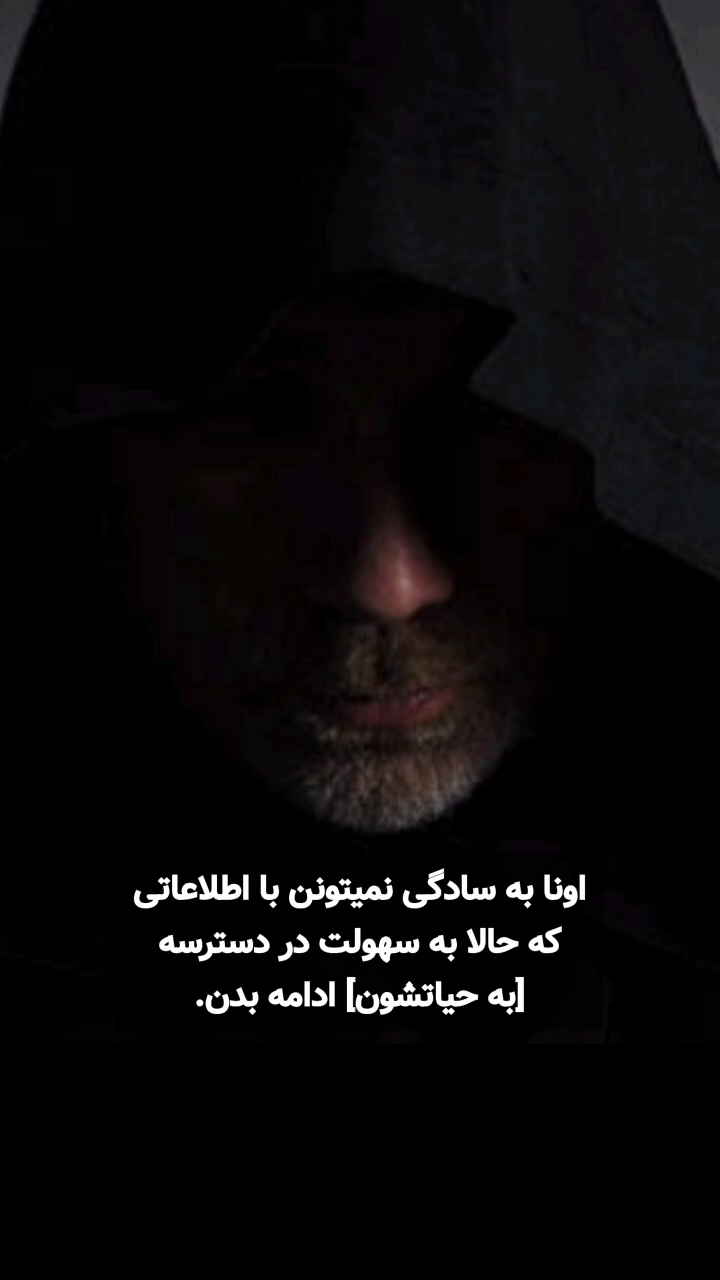 اونا به سادگی نمیتونن با اطلاعاتی
که حالا به سهولت در دسترسه
[به حیاتشون] ادامه بدن.